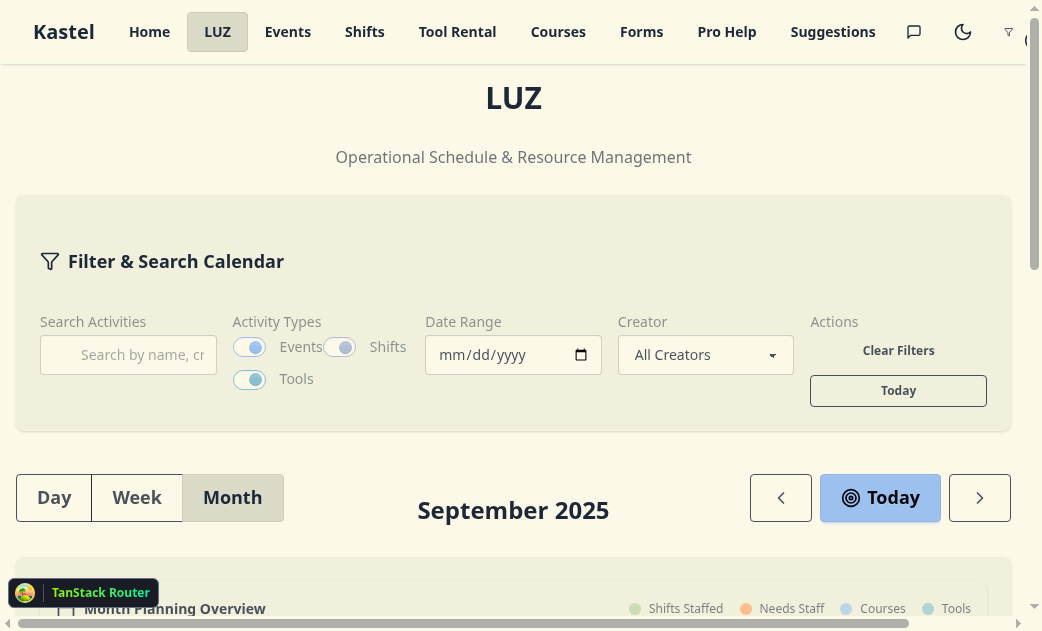 Kastel Home LUZ Events Shifts Tool Rental Courses Forms Pro Help Suggestions
LUZ
Operational Schedule & Resource Management
Filter & Search Calendar
Search Activities Activity Types Date Range Creator Actions
Search by name, cr Events Shifts mm/dd/yyyy All Creators Clear Filters
Tools Today
Day Week Month September 2025 Today
TanStack Router
Month Planning Overview Shifts Staffed Needs Staff Courses Tools